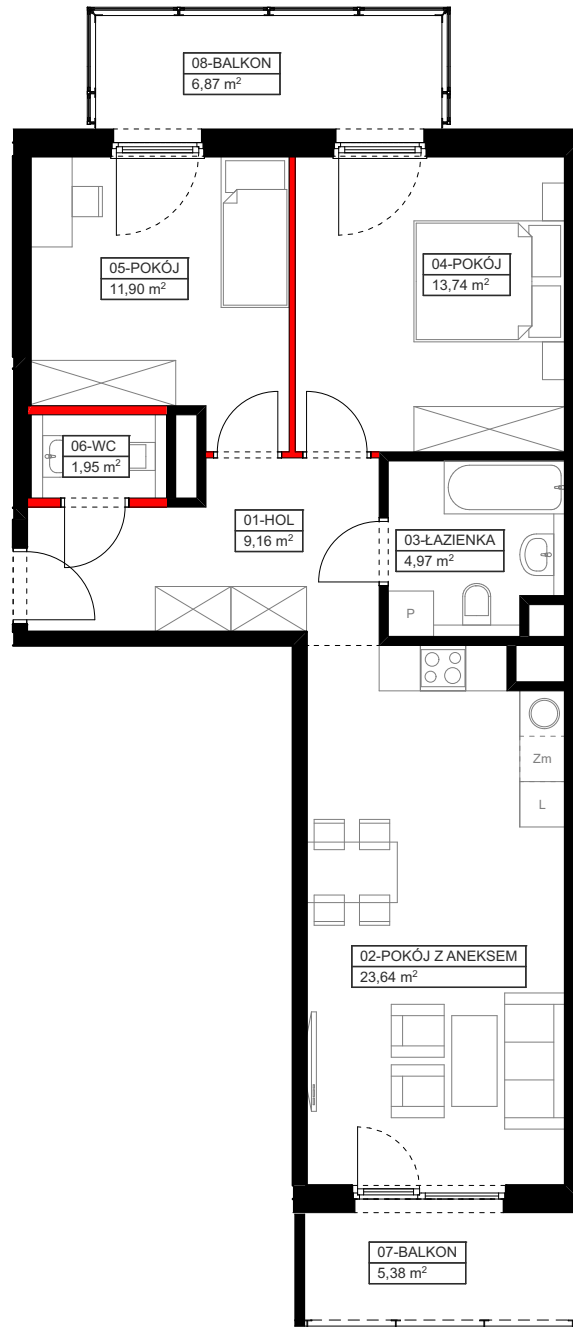 08-BALKON
6,87 m²
05-POKÓJ
11,90 m²
04-POKÓJ
13,74 m²
06-WC
1,95 m²
01-HOL
9,16 m²
03-ŁAZIENKA
4,97 m²
P
Zm
L
02-POKÓJ Z ANEKSEM
23,64 m²
07-BALKON
5,38 m²